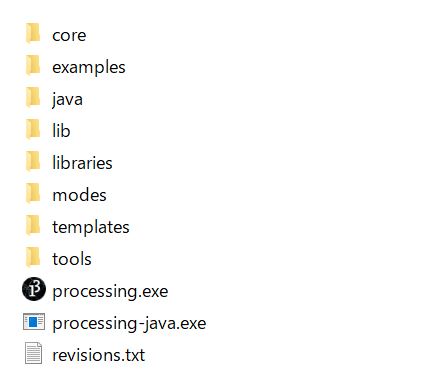 core
examples
java
lib
libraries
modes
templates
tools
processing.exe
processing-java.exe
revisions.txt